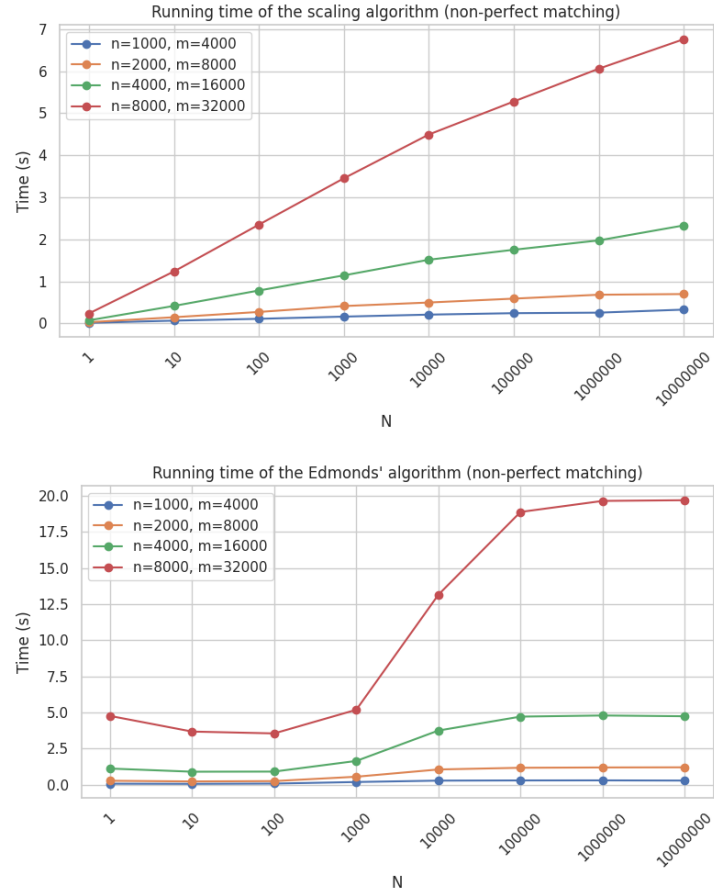 Running time of the scaling algorithm (non-perfect matching)
7
6
5
4
3
2
1
0
Time (s)
n=1000, m=4000
n=2000, m=8000
n=4000, m=16000
n=8000, m=32000
1
10
100
1000
10000
100000
1000000
10000000
N
Running time of the Edmonds' algorithm (non-perfect matching)
20.0
17.5
15.0
12.5
10.0
7.5
5.0
2.5
0.0
Time (s)
n=1000, m=4000
n=2000, m=8000
n=4000, m=16000
n=8000, m=32000
1
10
100
1000
10000
100000
1000000
10000000
N